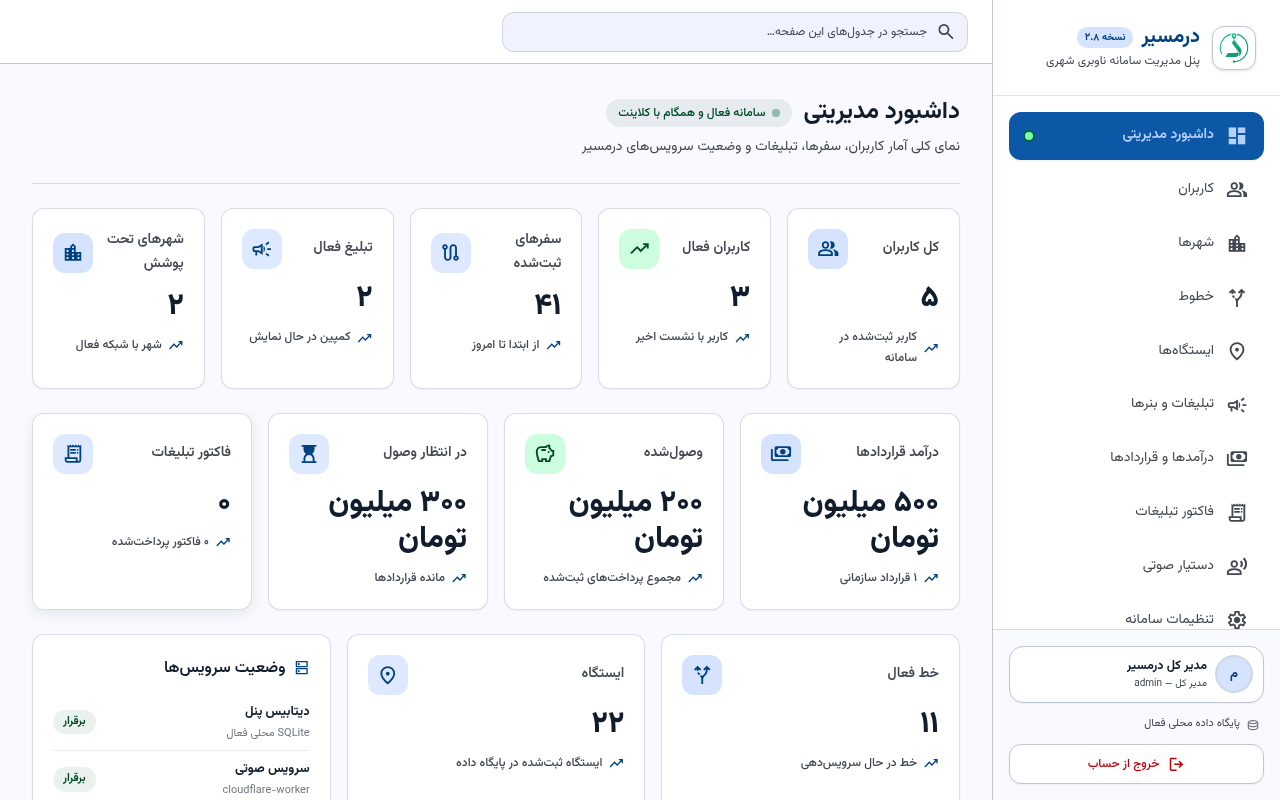 درمسیر
نسخه ۲.۸
پنل مدیریت سامانه ناوبری شهری
داشبورد مدیریتی
کاربران
شهرها
خطوط
ایستگاه‌ها
تبلیغات و بنرها
درآمدها و قراردادها
فاکتور تبلیغات
دستیار صوتی
تنظیمات سامانه
م
مدیر کل درمسیر
مدیر کل — admin
پایگاه داده محلی فعال
خروج از حساب
جستجو در جدول‌های این صفحه...
داشبورد مدیریتی
سامانه فعال و همگام با کلاینت
نمای کلی آمار کاربران، سفرها، تبلیغات و وضعیت سرویس‌های درمسیر
کل کاربران
۵
کاربر ثبت‌شده در
سامانه
کاربران فعال
۳
کاربر با نشست اخیر
سفرهای
ثبت‌شده
۴۱
از ابتدا تا امروز
تبلیغ فعال
۲
کمپین در حال نمایش
شهرهای تحت
پوشش
۲
شهر با شبکه فعال
درآمد قراردادها
۵۰۰ میلیون
تومان
۱ قرارداد سازمانی
وصول‌شده
۲۰۰ میلیون
تومان
مجموع پرداخت‌های ثبت‌شده
در انتظار وصول
۳۰۰ میلیون
تومان
مانده قراردادها
فاکتور تبلیغات
۰
۰ فاکتور پرداخت‌شده
خط فعال
۱۱
خط در حال سرویس‌دهی
ایستگاه
۲۲
ایستگاه ثبت‌شده در پایگاه داده
وضعیت سرویس‌ها
دیتابیس پنل
SQLite محلی فعال
برقرار
سرویس صوتی
cloudflare-worker
برقرار